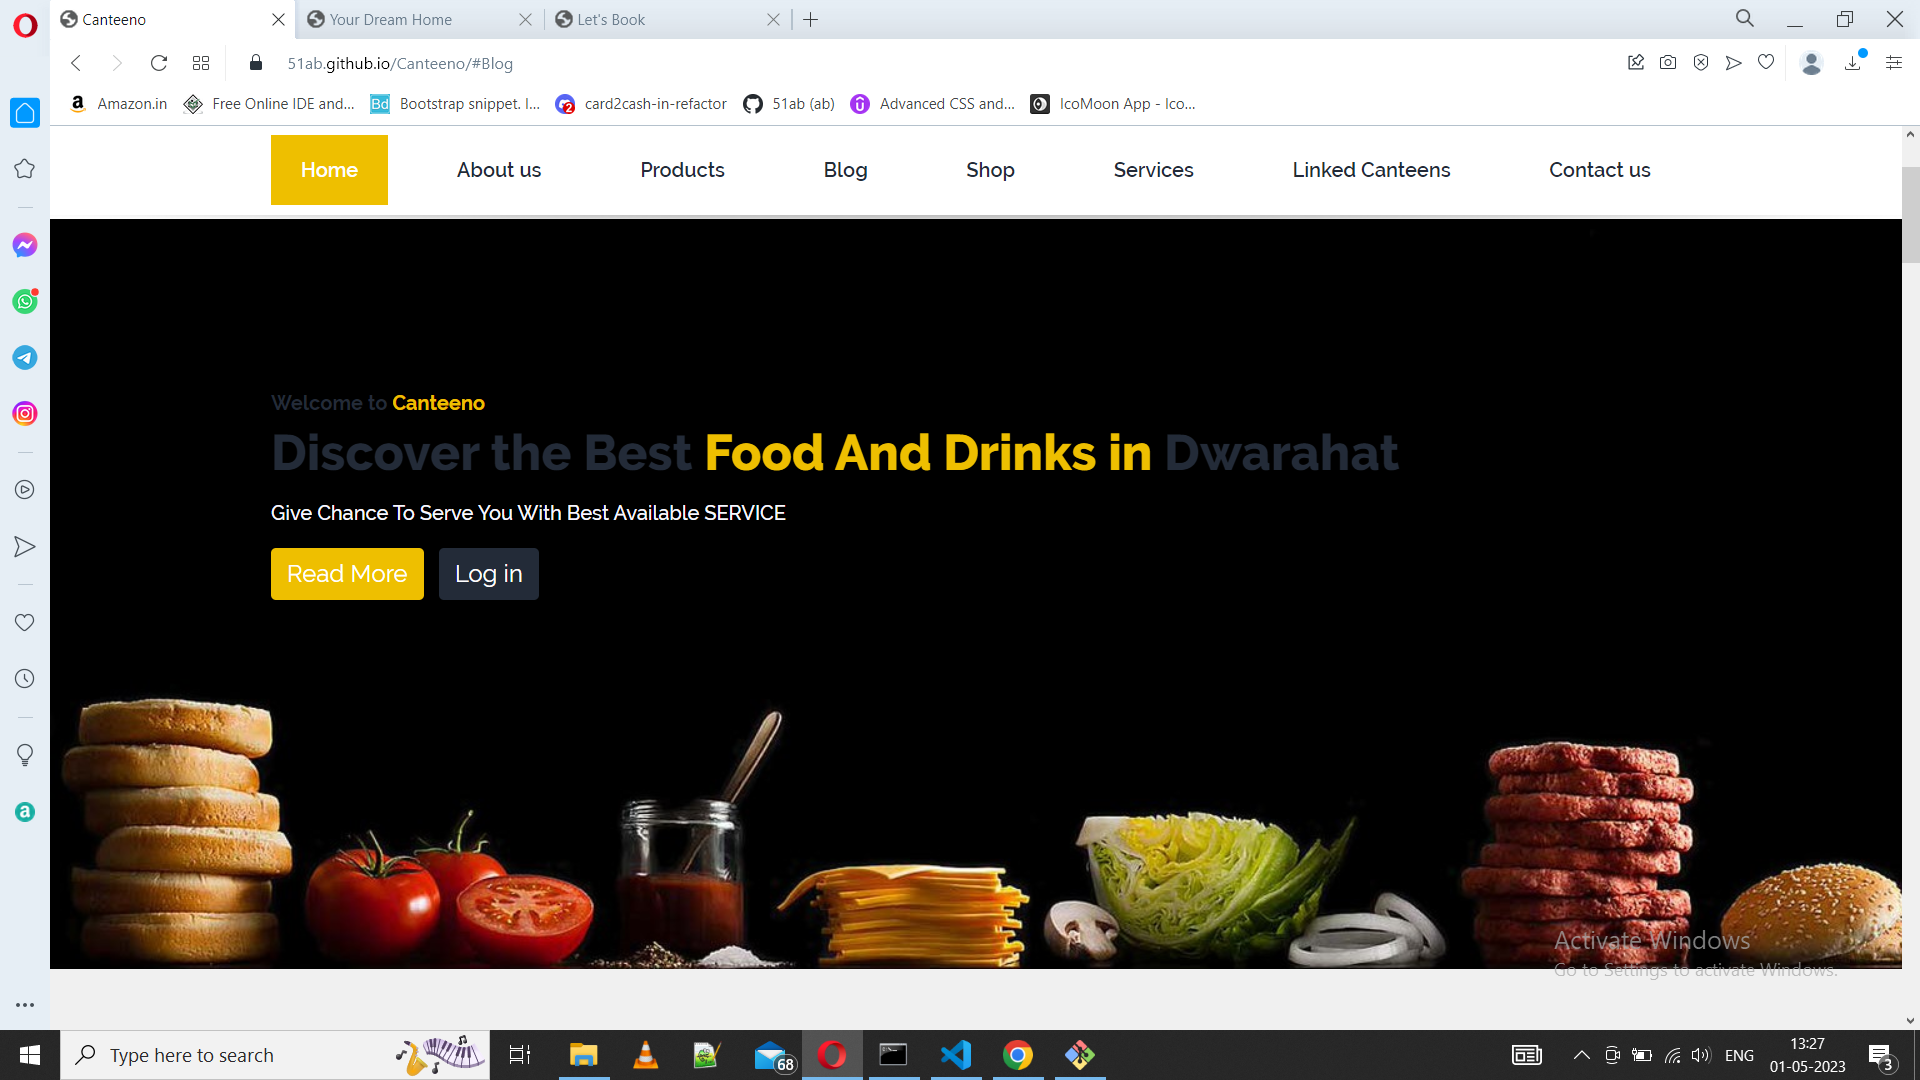 Canteeno
Your Dream Home
Let's Book
51ab.github.io/Canteeno/#Blog
Amazon.in
Free Online IDE and...
Bd
Bootstrap snippet. I...
2
card2cash-in-refactor
51ab (ab)
Advanced CSS and...
IcoMoon App - Ico...
Home
About us
Products
Blog
Shop
Services
Linked Canteens
Contact us
Welcome to Canteeno
Discover the Best Food And Drinks in Dwarahat
Give Chance To Serve You With Best Available SERVICE
Read More
Log in
Activate Windows
Go to Settings to activate Windows.
Type here to search
68
ENG
13:27
01-05-2023
3